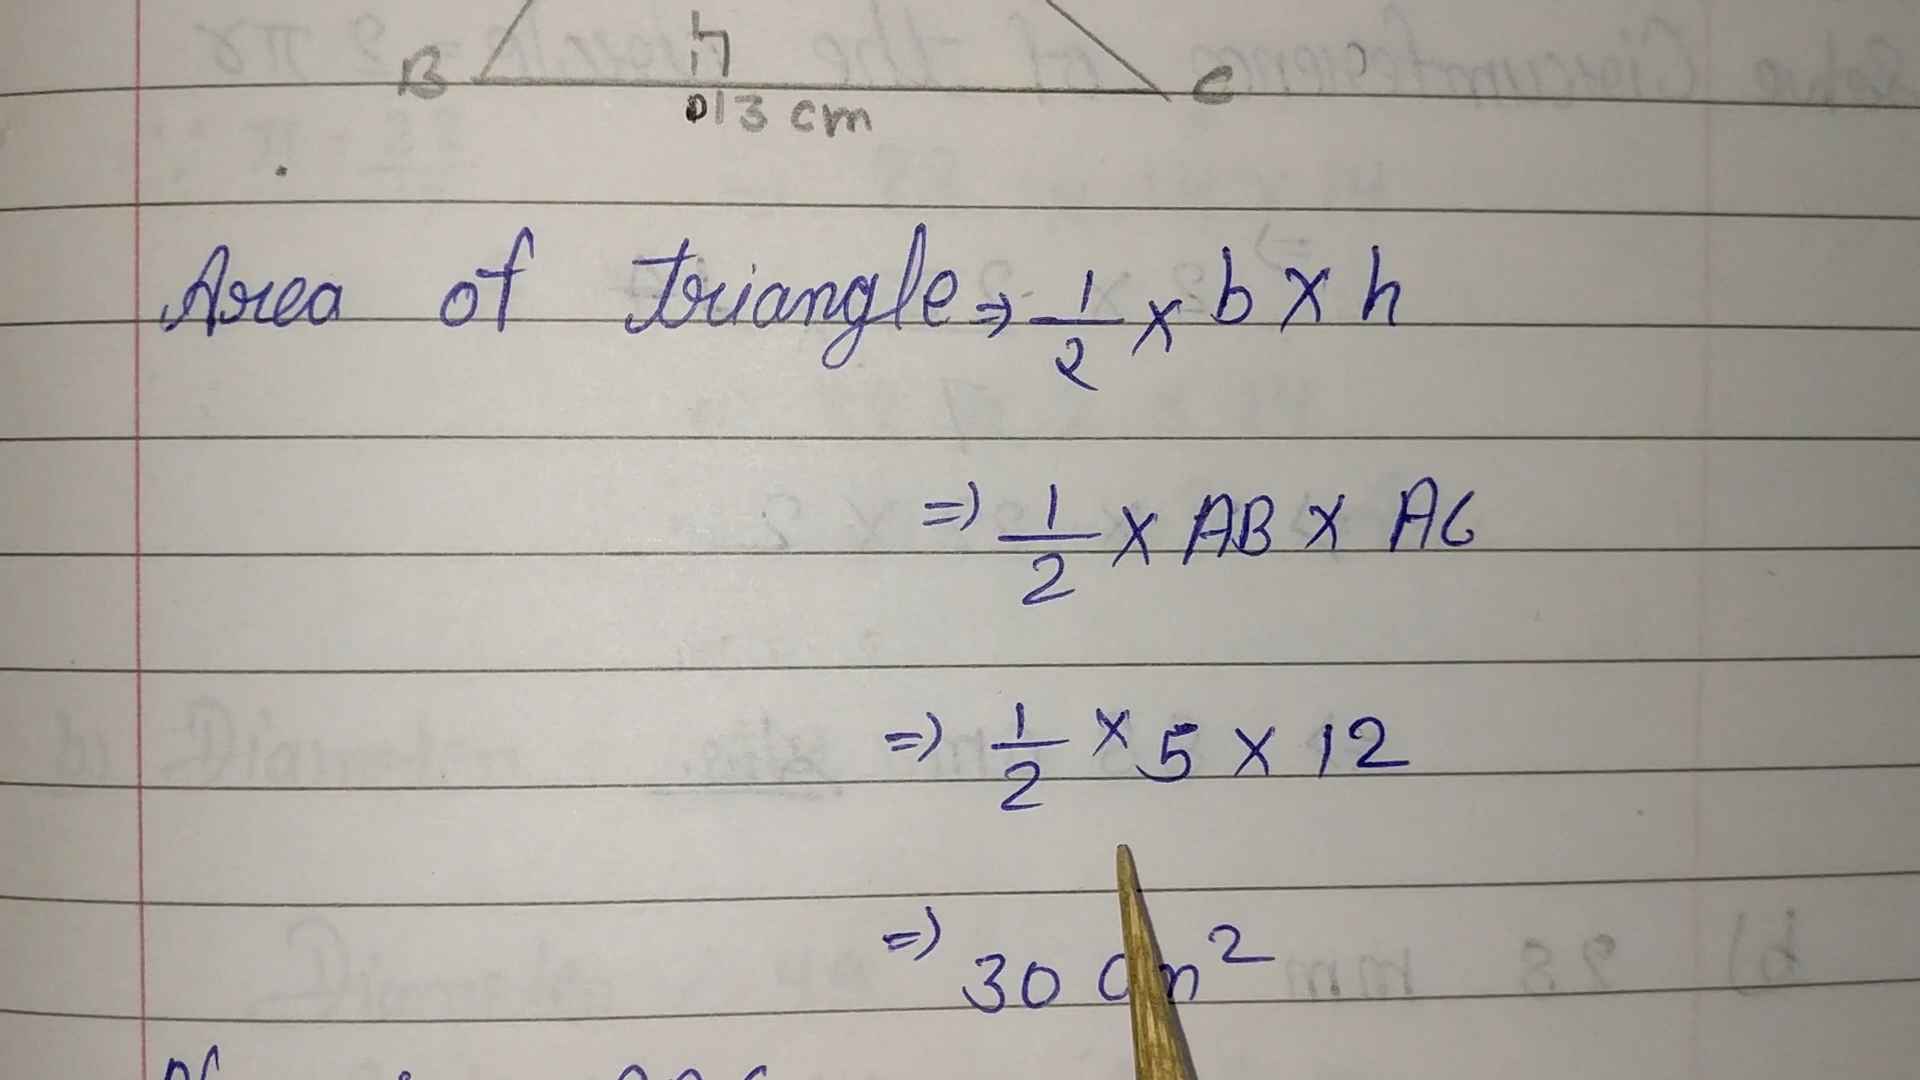 B C
D 13 cm
Area of triangle ⇒ 1/2 × b × h
⇒ 1/2 × AB × AC
⇒ 1/2 × 5 × 12
⇒ 30 cm²